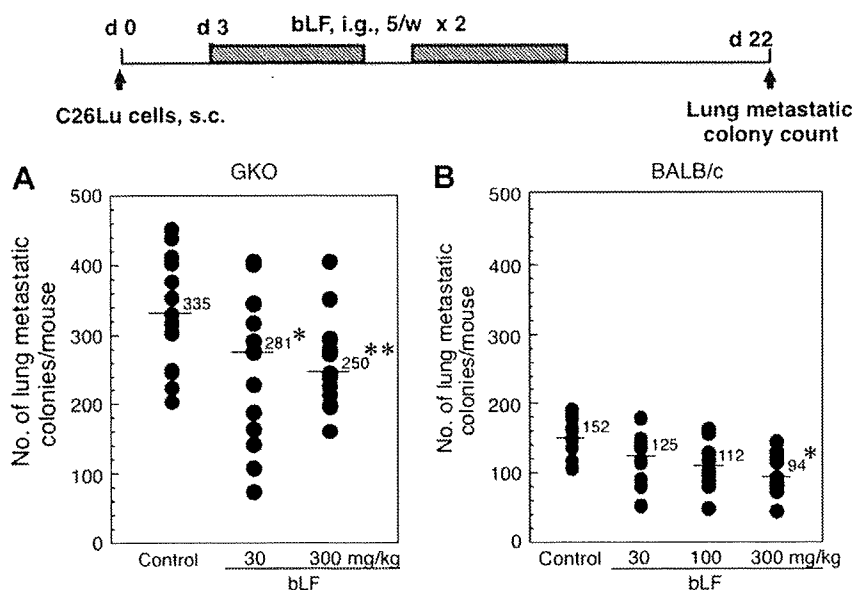 d 0
d 3
bLF, i.g., 5/w x 2
d 22
C26Lu cells, s.c.
Lung metastatic
colony count
A
GKO
No. of lung metastatic
colonies/mouse
500
400
300
200
100
0
335
281 *
250 **
Control
30
300 mg/kg
bLF
B
BALB/c
No. of lung metastatic
colonies/mouse
500
400
300
200
100
0
152
125
112
94 *
Control
30
100
300 mg/kg
bLF